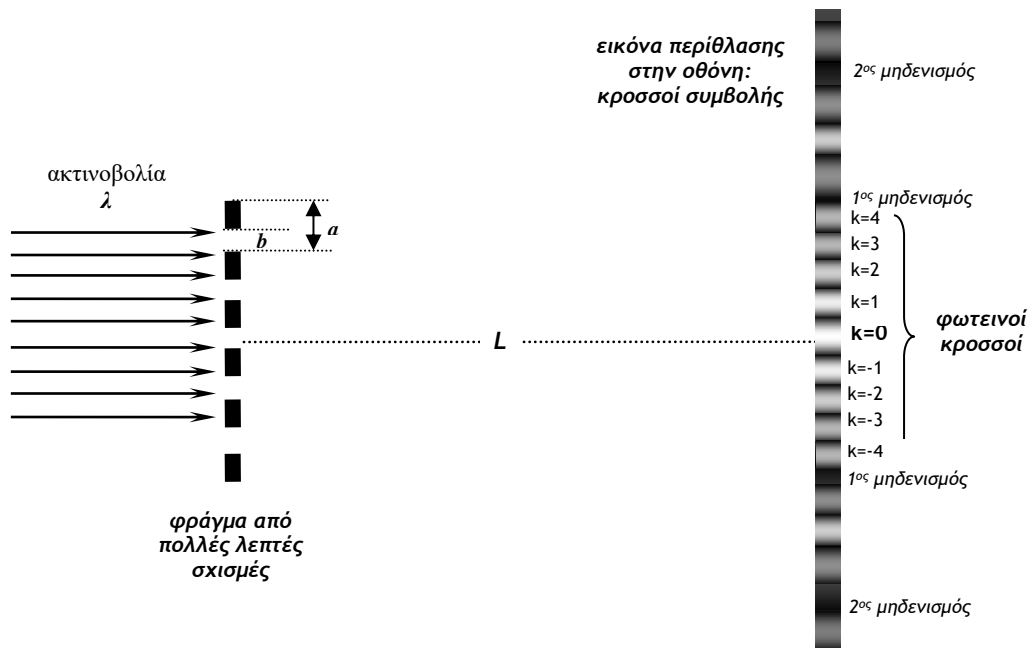 εικόνα περίθλασης
στην οθόνη:
κροσσοί συμβολής
2ος μηδενισμός
ακτινοβολία
λ
1ος μηδενισμός
a
b
k=4
k=3
k=2
k=1
k=0
φωτεινοί
κροσσοί
L
k=-1
k=-2
k=-3
k=-4
1ος μηδενισμός
φράγμα από
πολλές λεπτές
σχισμές
2ος μηδενισμός